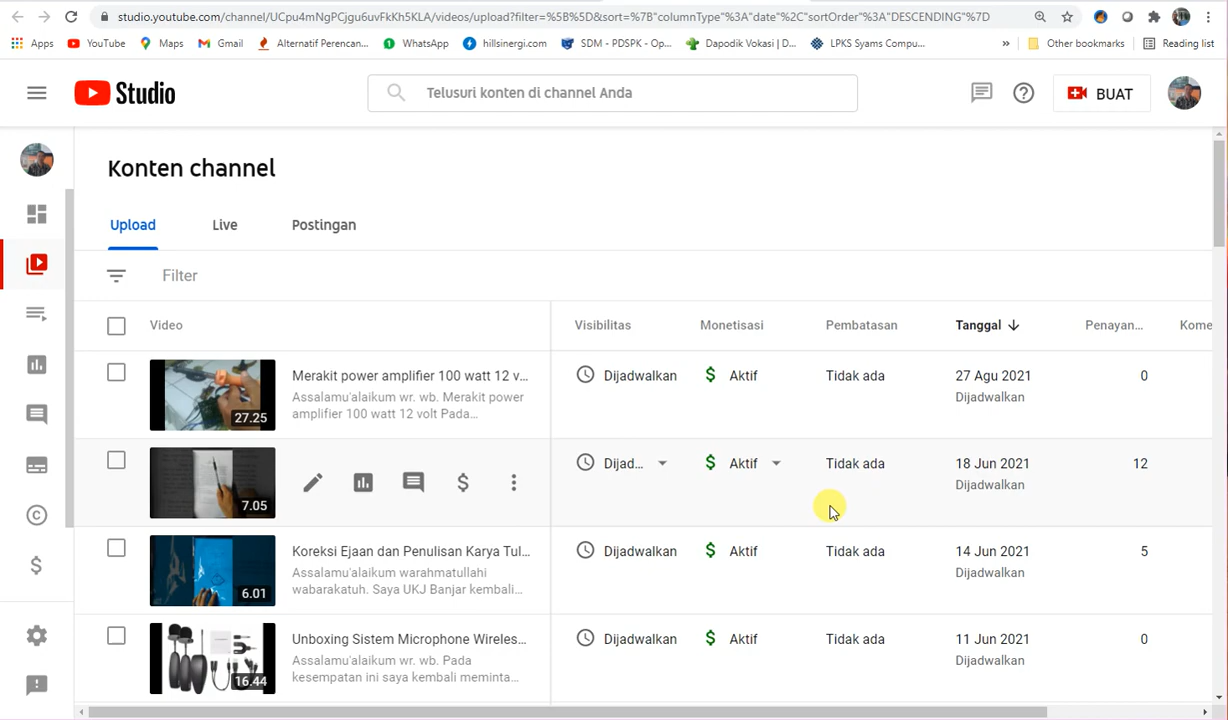 studio.youtube.com/channel/UCpu4mNgPCjgu6uvFkKh5KLA/videos/upload?filter=%5B%5D&sort=%7B"columnType"%3A"date"%2C"sortOrder"%3A"DESCENDING"%7D
Apps YouTube Maps Gmail Alternatif Perencan... WhatsApp hillsinergi.com SDM - PDSPK - Op... Dapodik Vokasi | D... LPKS Syams Compu... » Other bookmarks Reading list
Studio Telusuri konten di channel Anda BUAT
Konten channel
Upload Live Postingan
Filter
Video Visibilitas Monetisasi Pembatasan Tanggal Penayan... Kome
Merakit power amplifier 100 watt 12 v... Dijadwalkan $ Aktif Tidak ada 27 Agu 2021 0
Assalamu'alaikum wr. wb. Merakit power Dijadwalkan
amplifier 100 watt 12 volt Pada...
27.25
Dijad... $ Aktif Tidak ada 18 Jun 2021 12
Dijadwalkan
7.05
Koreksi Ejaan dan Penulisan Karya Tul... Dijadwalkan $ Aktif Tidak ada 14 Jun 2021 5
Assalamu'alaikum warahmatullahi Dijadwalkan
wabarakatuh. Saya UKJ Banjar kembali...
6.01
Unboxing Sistem Microphone Wireles... Dijadwalkan $ Aktif Tidak ada 11 Jun 2021 0
Assalamu'alaikum wr. wb. Pada Dijadwalkan
kesempatan ini saya kembali meminta...
16.44